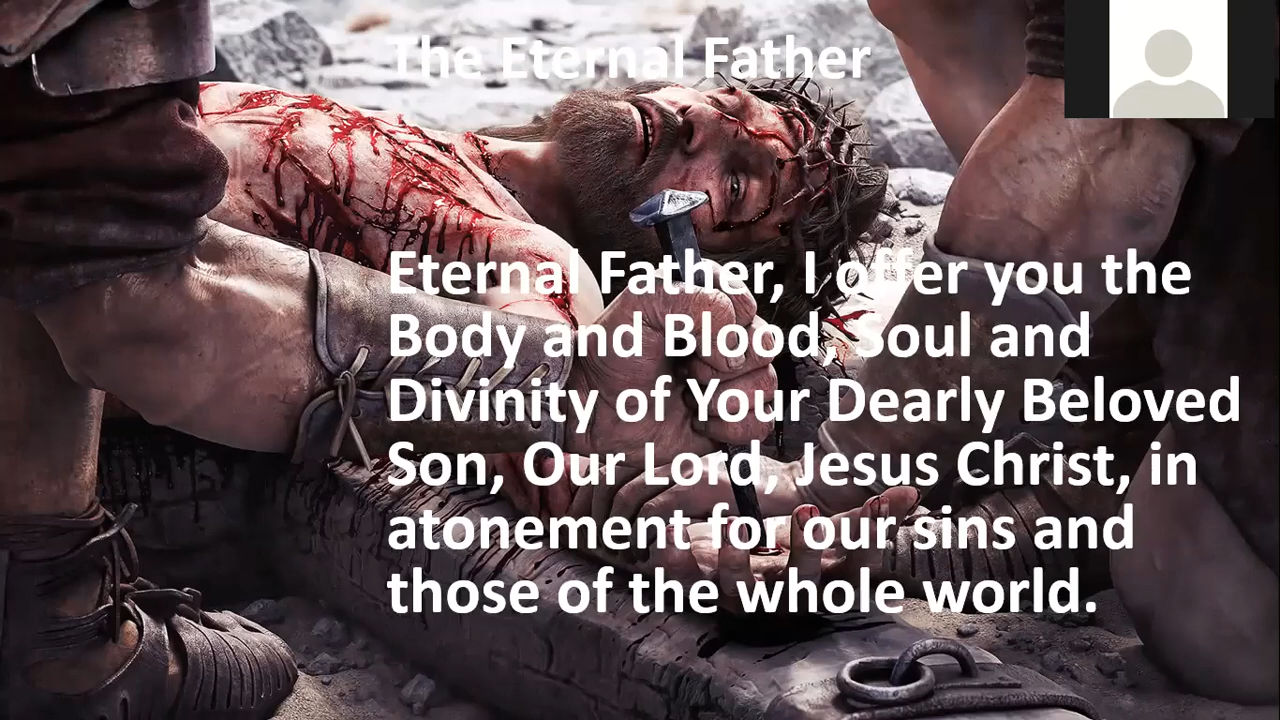 The Eternal Father
Eternal Father, I offer you the
Body and Blood, Soul and
Divinity of Your Dearly Beloved
Son, Our Lord, Jesus Christ, in
atonement for our sins and
those of the whole world.